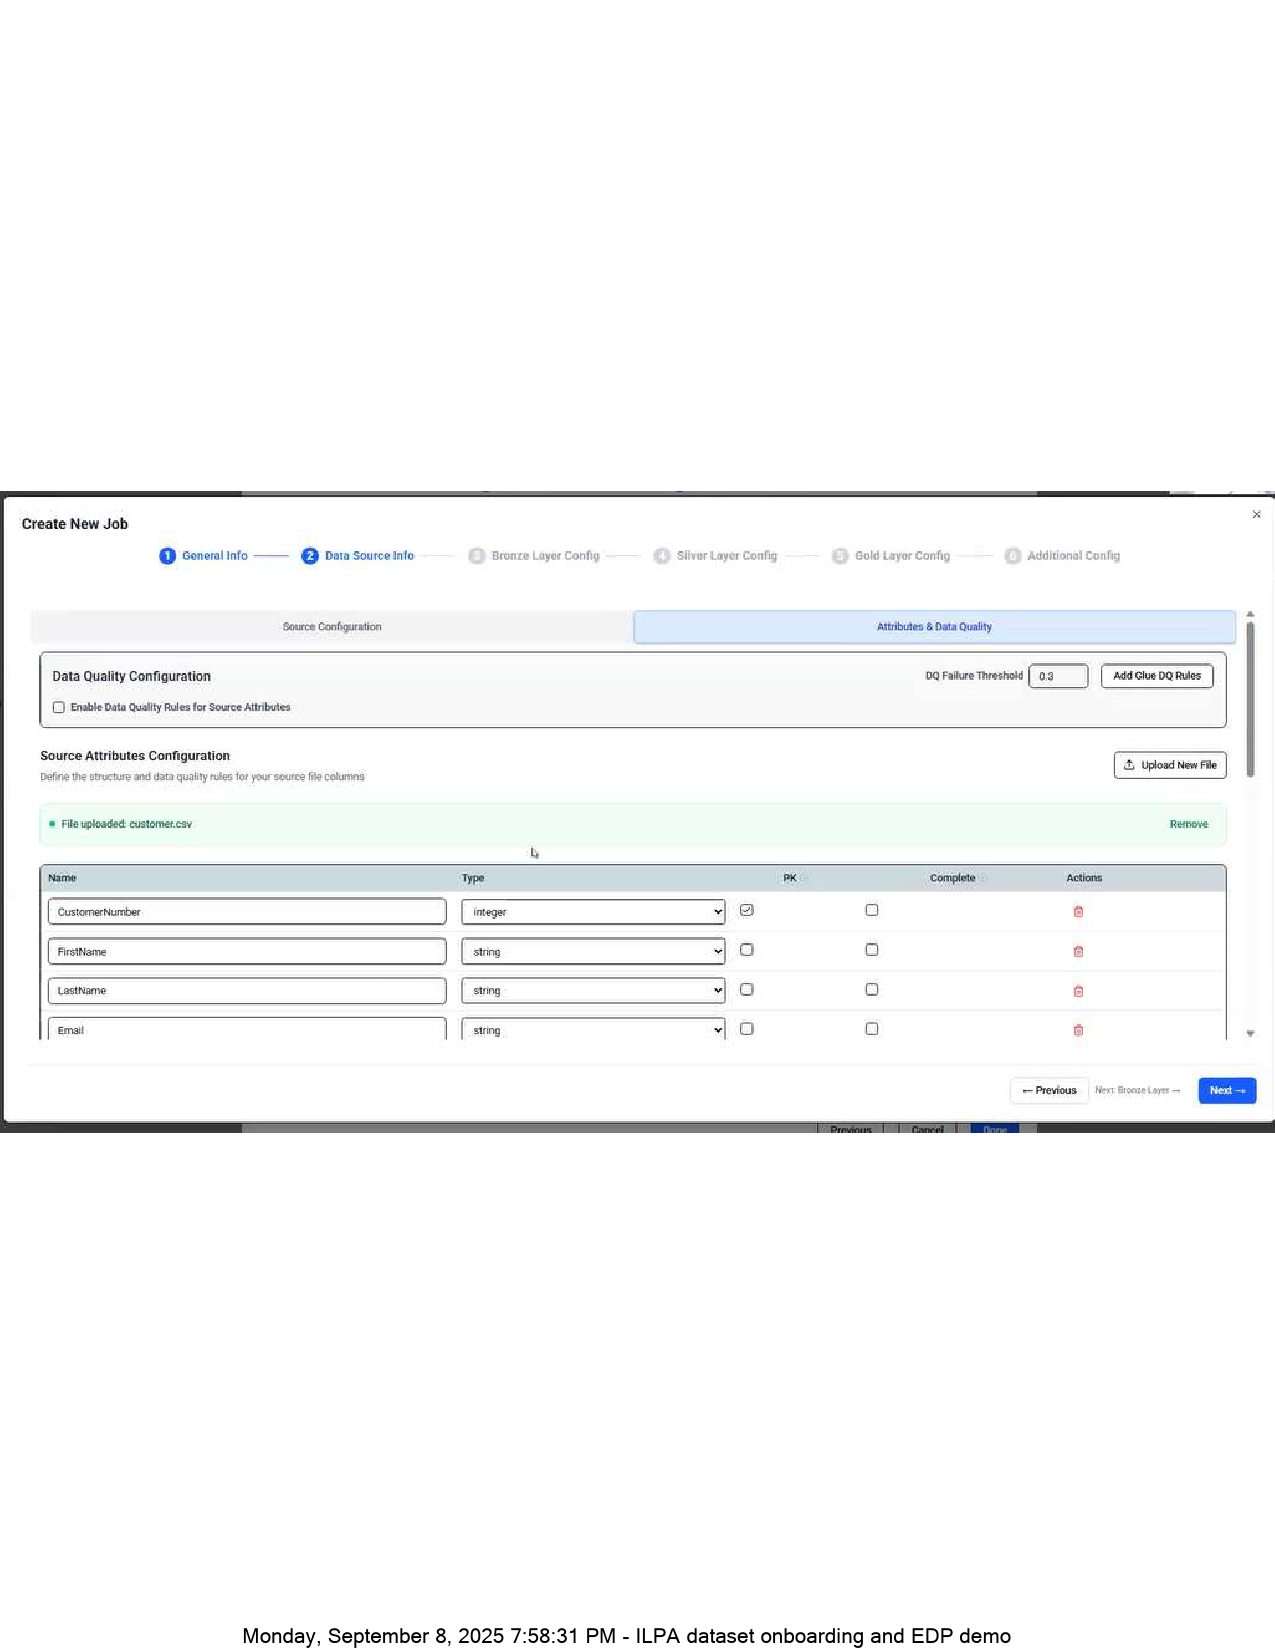 Create New Job
1 General Info 2 Data Source Info 3 Bronze Layer Config 4 Silver Layer Config 5 Gold Layer Config 6 Additional Config
Source Configuration Attributes & Data Quality
Data Quality Configuration DQ Failure Threshold 0.3 Add Glue DQ Rules
Enable Data Quality Rules for Source Attributes
Source Attributes Configuration
Define the structure and data quality rules for your source file columns
Upload New File
File uploaded: customer.csv Remove
Name Type PK Complete Actions
CustomerNumber integer
FirstName string
LastName string
Email string
← Previous Next: Bronze Layer → Next →
Previous Cancel Done
Monday, September 8, 2025 7:58:31 PM - ILPA dataset onboarding and EDP demo